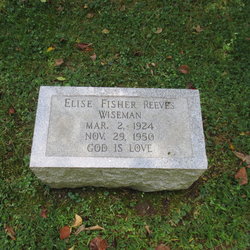 Elise Fisher Reeves
Wiseman
Mar. 2, 1924
Nov. 29, 1950
God is Love